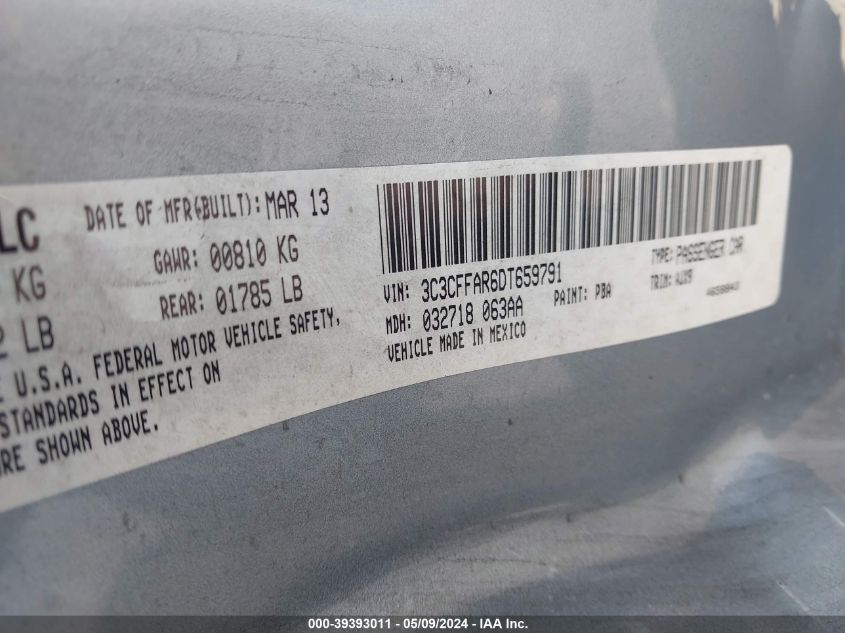 LC
DATE OF MFR(BUILT): MAR 13
KG GAWR: 00810 KG
LB REAR: 01785 LB
U.S.A. FEDERAL MOTOR VEHICLE SAFETY,
STANDARDS IN EFFECT ON
RE SHOWN ABOVE.
VIN: 3C3CFFAR6DT659791 TYPE: PASSENGER CAR
MDH: 032718 063AA PAINT: PBA TRIM:
VEHICLE MADE IN MEXICO
000-39393011 - 05/09/2024 - IAA Inc.